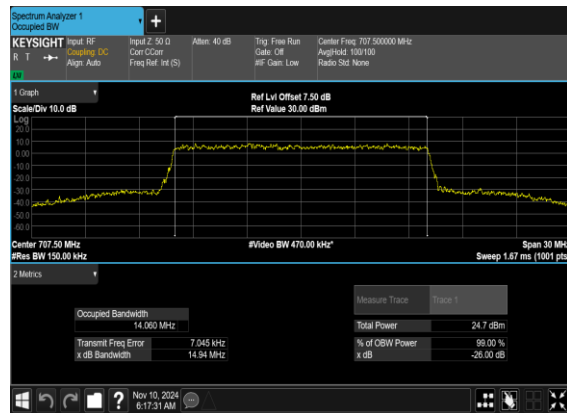 Spectrum Analyzer 1
Occupied BW
KEYSIGHT
R T
LW
Input: RF
Coupling: DC
Align: Auto
Input Z: 50 Ω
Corr CCorr
Freq Ref: Int (S)
Atten: 40 dB
Trig: Free Run
Gate: Off
#IF Gain: Low
Center Freq: 707.500000 MHz
Avg|Hold: 100/100
Radio Std: None
1 Graph
Scale/Div 10.0 dB
Ref Lvl Offset 7.50 dB
Ref Value 30.00 dBm
Log
20.0
10.0
0.00
-10.0
-20.0
-30.0
-40.0
-50.0
-60.0
Center 707.50 MHz
#Res BW 150.00 kHz
#Video BW 470.00 kHz*
Span 30 MHz
Sweep 1.67 ms (1001 pts
2 Metrics
Measure Trace
Trace 1
Occupied Bandwidth
14.060 MHz
Total Power 24.7 dBm
Transmit Freq Error 7.045 kHz
% of OBW Power 99.00 %
x dB Bandwidth 14.94 MHz
x dB -26.00 dB
?
Nov 10, 2024
6:17:31 AM